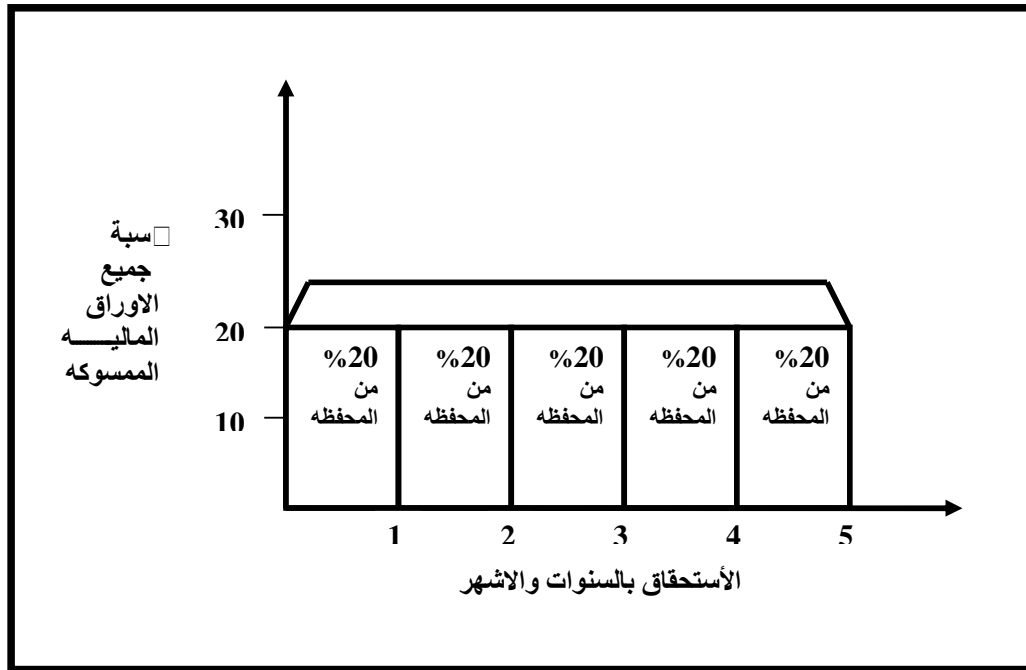 30
□سبة
جميع
الاوراق
الماليـــــه
الممسوكه
20
10
%20 %20 %20 %20 %20
من من من من من
المحفظه المحفظه المحفظه المحفظه المحفظه
1 2 3 4 5
الأستحقاق بالسنوات والاشهر